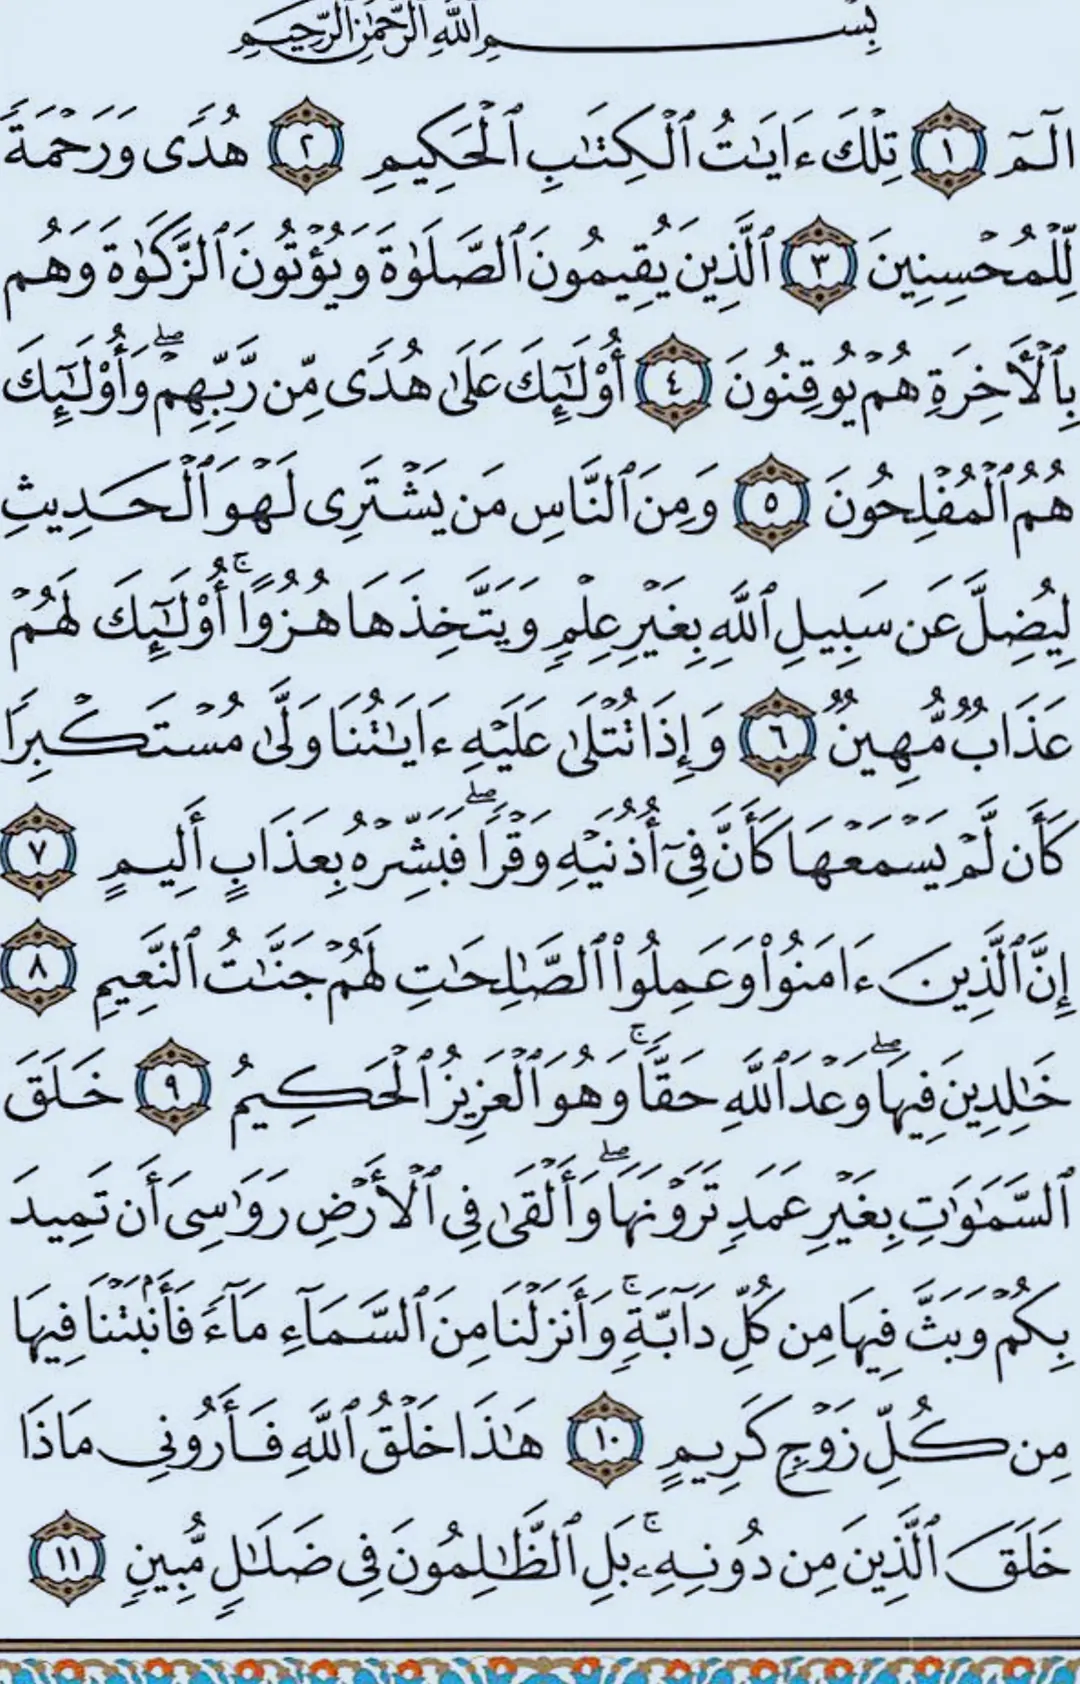 بِسْمِ ٱللَّهِ ٱلرَّحْمَٰنِ ٱلرَّحِيمِ
الٓمٓ ١ تِلْكَ ءَايَٰتُ ٱلْكِتَٰبِ ٱلْحَكِيمِ ٢ هُدًى وَرَحْمَةً
لِّلْمُحْسِنِينَ ٣ ٱلَّذِينَ يُقِيمُونَ ٱلصَّلَوٰةَ وَيُؤْتُونَ ٱلزَّكَوٰةَ وَهُم
بِٱلْأَخِرَةِ هُمْ يُوقِنُونَ ٤ أُو۟لَٰٓئِكَ عَلَىٰ هُدًى مِّن رَّبِّهِمْ ۖ وَأُو۟لَٰٓئِكَ
هُمُ ٱلْمُفْلِحُونَ ٥ وَمِنَ ٱلنَّاسِ مَن يَشْتَرِى لَهْوَ ٱلْحَدِيثِ
لِيُضِلَّ عَن سَبِيلِ ٱللَّهِ بِغَيْرِ عِلْمٍ وَيَتَّخِذَهَا هُزُوًا ۚ أُو۟لَٰٓئِكَ لَهُمْ
عَذَابٌ مُّهِينٌ ٦ وَإِذَا تُتْلَىٰ عَلَيْهِ ءَايَٰتُنَا وَلَّىٰ مُسْتَكْبِرًا
كَأَن لَّمْ يَسْمَعْهَا كَأَنَّ فِىٓ أُذُنَيْهِ وَقْرًا ۖ فَبَشِّرْهُ بِعَذَابٍ أَلِيمٍ ٧
إِنَّ ٱلَّذِينَ ءَامَنُوا۟ وَعَمِلُوا۟ ٱلصَّٰلِحَٰتِ لَهُمْ جَنَّٰتُ ٱلنَّعِيمِ ٨
خَٰلِدِينَ فِيهَا ۖ وَعْدَ ٱللَّهِ حَقًّا ۚ وَهُوَ ٱلْعَزِيزُ ٱلْحَكِيمُ ٩ خَلَقَ
ٱلسَّمَٰوَٰتِ بِغَيْرِ عَمَدٍ تَرَوْنَهَا ۖ وَأَلْقَىٰ فِى ٱلْأَرْضِ رَوَٰسِىَ أَن تَمِيدَ
بِكُمْ وَبَثَّ فِيهَا مِن كُلِّ دَآبَّةٍ ۚ وَأَنزَلْنَا مِنَ ٱلسَّمَآءِ مَآءً فَأَنۢبَتْنَا فِيهَا
مِن كُلِّ زَوْجٍ كَرِيمٍ ١٠ هَٰذَا خَلْقُ ٱللَّهِ فَأَرُونِى مَاذَا
خَلَقَ ٱلَّذِينَ مِن دُونِهِۦ ۚ بَلِ ٱلظَّٰلِمُونَ فِى ضَلَٰلٍ مُّبِينٍ ١١